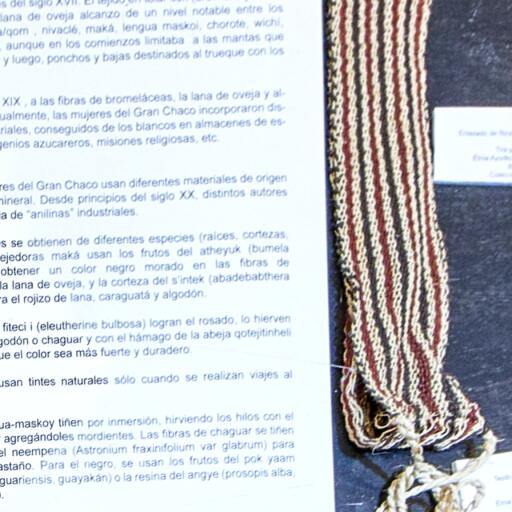 es del siglo XVII. El tejido en
lana de oveja alcanzo de un nivel notable entre los
a/qom , nivaclé, maká, lengua maskoi, chorote, wichí,
, aunque en los comienzos limitaba a las mantas que
y luego, ponchos y bajas destinados al trueque con los
XIX , a las fibras de bromeláceas, la lana de oveja y al-
ualmente, las mujeres del Gran Chaco incorporaron dis-
riales, conseguidos de los blancos en almacenes de es-
genios azucareros, misiones religiosas, etc.
res del Gran Chaco usan diferentes materiales de origen
mineral. Desde principios del siglo XX, distintos autores
a de "anilinas" industriales.
es se obtienen de diferentes especies (raíces, cortezas,
ejedoras maká usan los frutos del atheyuk (bumela
obtener un color negro morado en las fibras de
la lana de oveja, y la corteza del s'intek (abadebabthera
ra el rojizo de lana, caraguatá y algodón.
fiteci i (eleutherine bulbosa) logran el rosado, lo hierven
godón o chaguar y con el hámago de la abeja qotejitinheli
ue el color sea más fuerte y duradero.
usan tintes naturales sólo cuando se realizan viajes al
ua-maskoy tiñen por inmersión, hirviendo los hilos con el
agregándoles mordientes. Las fibras de chaguar se tiñen
el neempena (Astronium fraxinifolium var glabrum) para
astaño. Para el negro, se usan los frutos del pok yaam
guariensis, guayakán) o la resina del angye (prosopis alba,
).